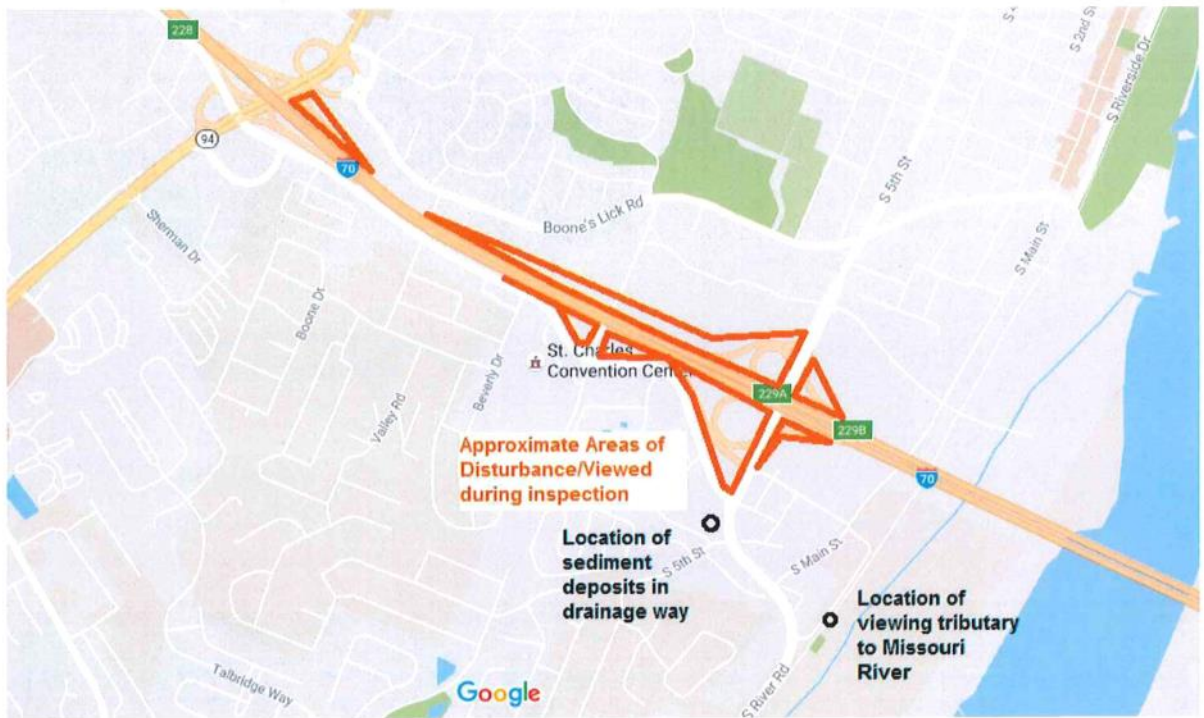 228
S 2nd St
S Riverside Dr
94
70
S 5th St
Boone's Lick Rd
S Main St
Sherman Dr
Boone Dr
St. Charles
Convention Cente
Beverly Dr
Valley Rd
229A
229B
70
Approximate Areas of
Disturbance/Viewed
during inspection
Location of
sediment
deposits in
drainage way
S 5th St
S Main St
Location of
viewing tributary
to Missouri
River
Talbridge Way
Google
S River Rd